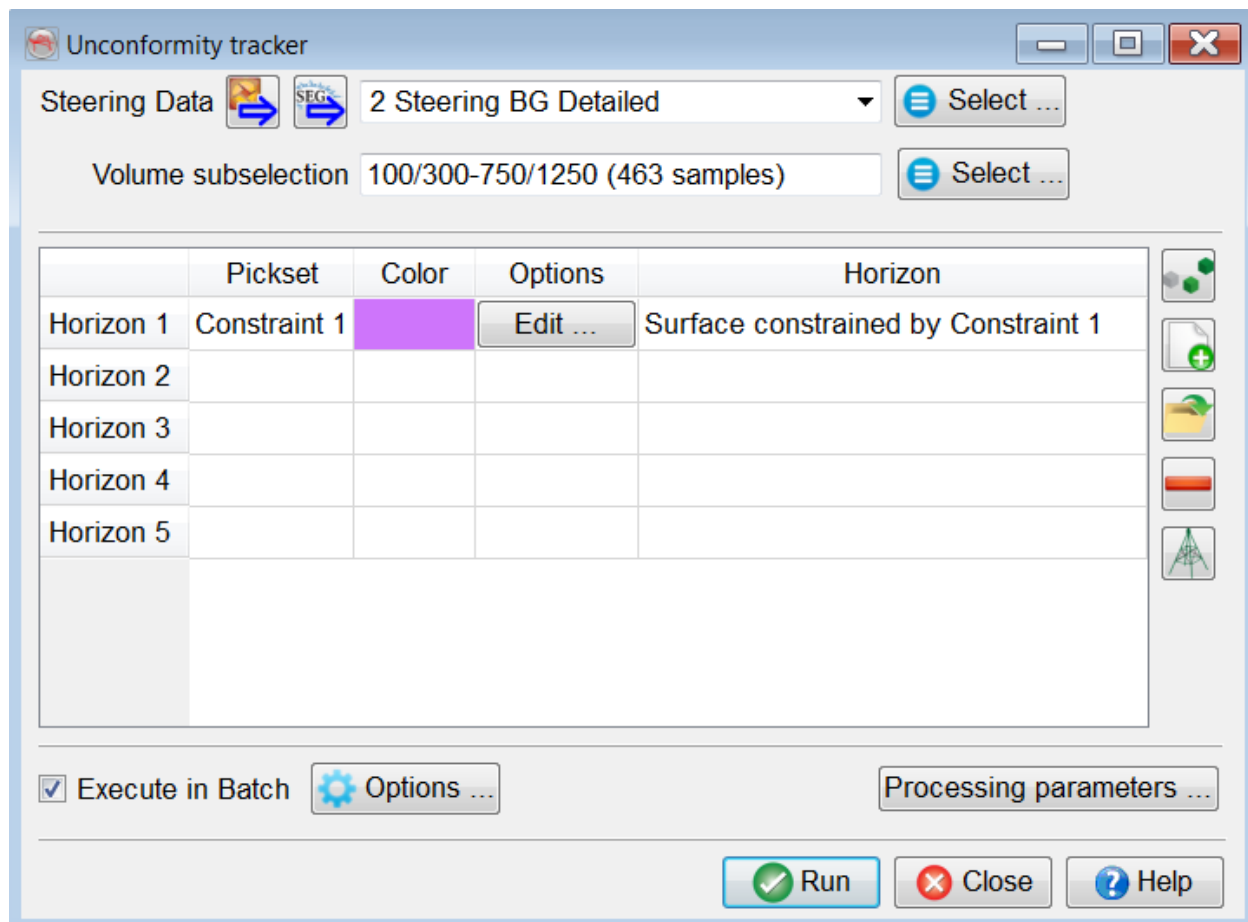 Unconformity tracker
Steering Data SEG 2 Steering BG Detailed Select ...
Volume subselection 100/300-750/1250 (463 samples) Select ...
Pickset Color Options Horizon
Horizon 1 Constraint 1 Edit ... Surface constrained by Constraint 1
Horizon 2
Horizon 3
Horizon 4
Horizon 5
Execute in Batch Options ... Processing parameters ...
Run Close Help